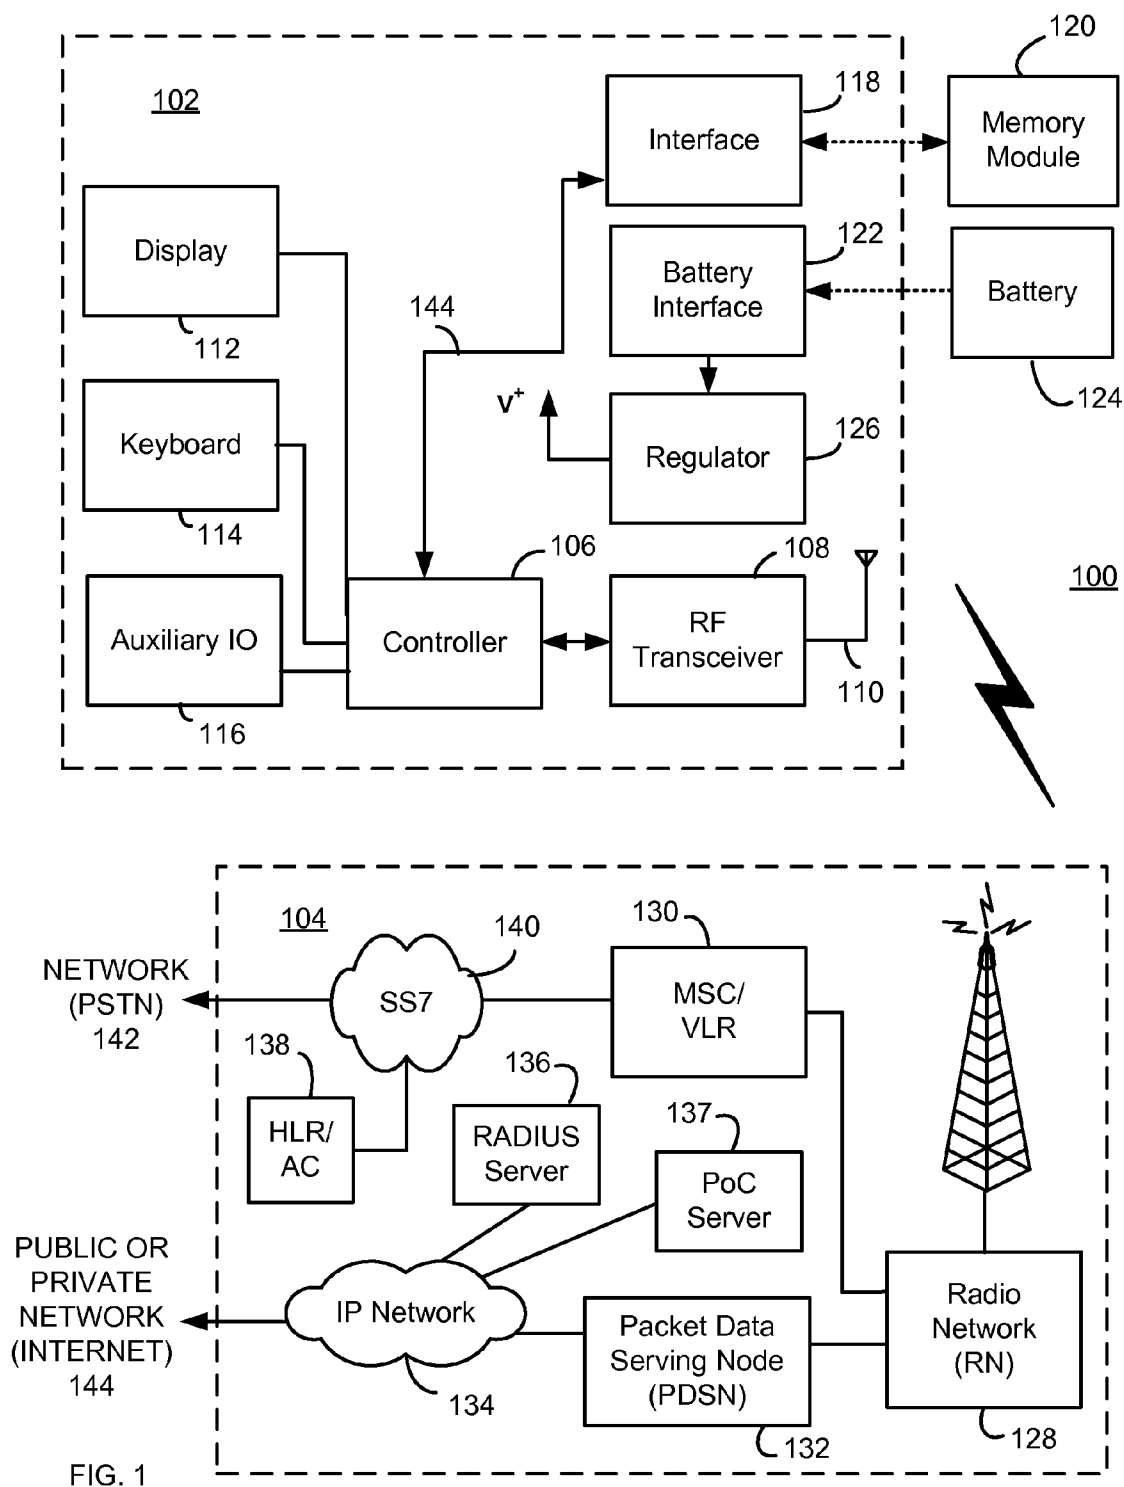 120
102
118
Interface
Memory
Module
Display
122
Battery
Interface
Battery
144
112
124
V+
Keyboard
Regulator
126
114
106
108
100
Auxiliary IO
Controller
RF
Transceiver
110
116
104
130
140
NETWORK
(PSTN)
142
SS7
MSC/
VLR
138
136
137
HLR/
AC
RADIUS
Server
PoC
Server
PUBLIC OR
PRIVATE
NETWORK
(INTERNET)
144
IP Network
Packet Data
Serving Node
(PDSN)
Radio
Network
(RN)
134
132
128
FIG. 1